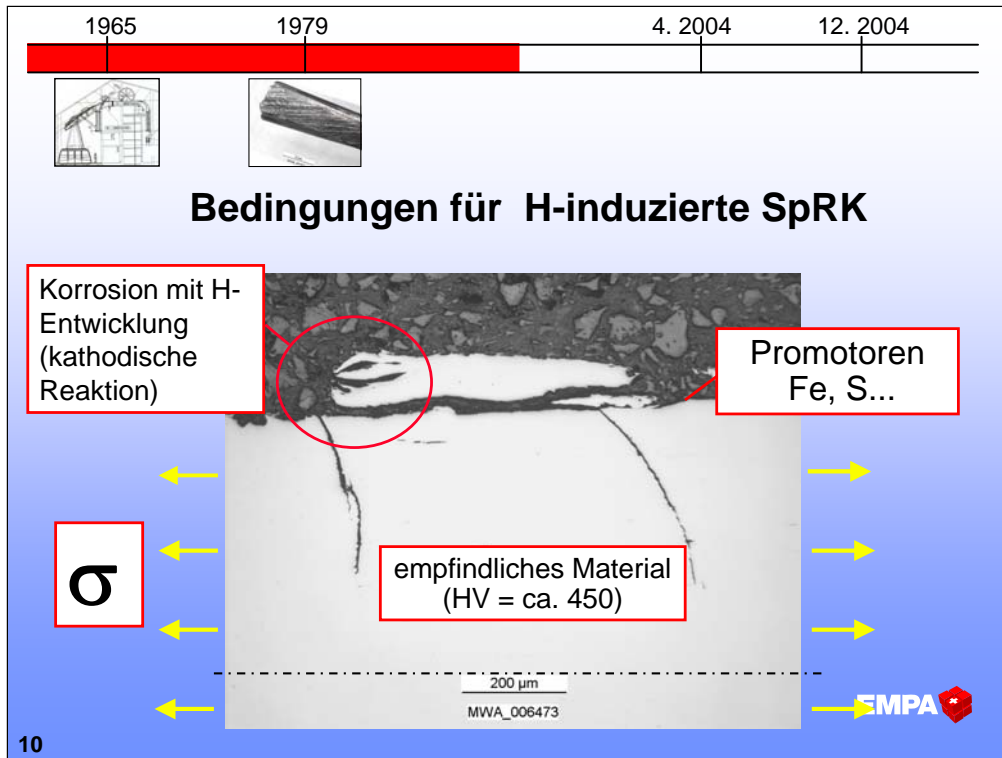 1965
1979
4. 2004
12. 2004
Bedingungen für H-induzierte SpRK
Korrosion mit H-
Entwicklung
(kathodische
Reaktion)
Promotoren
Fe, S...
σ
empfindliches Material
(HV = ca. 450)
200 µm
MWA_006473
EMPA
10